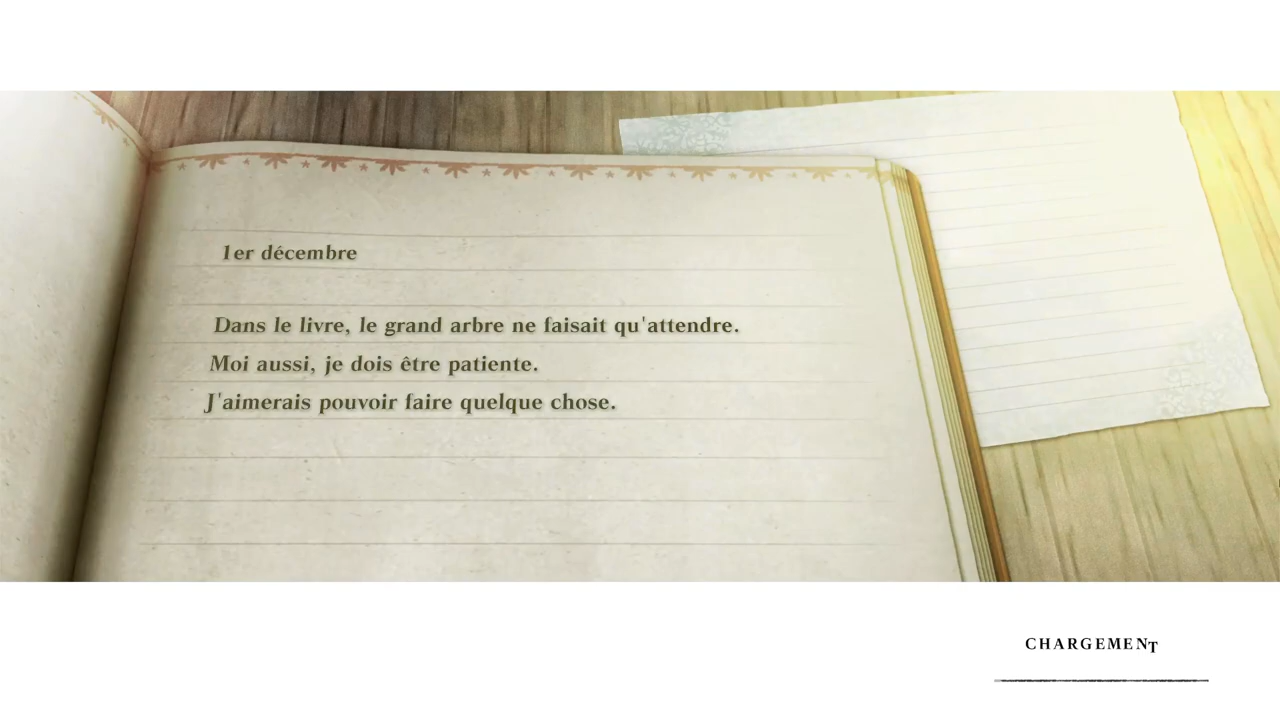 1er décembre
Dans le livre, le grand arbre ne faisait qu'attendre.
Moi aussi, je dois être patiente.
J'aimerais pouvoir faire quelque chose.
CHARGEMENT